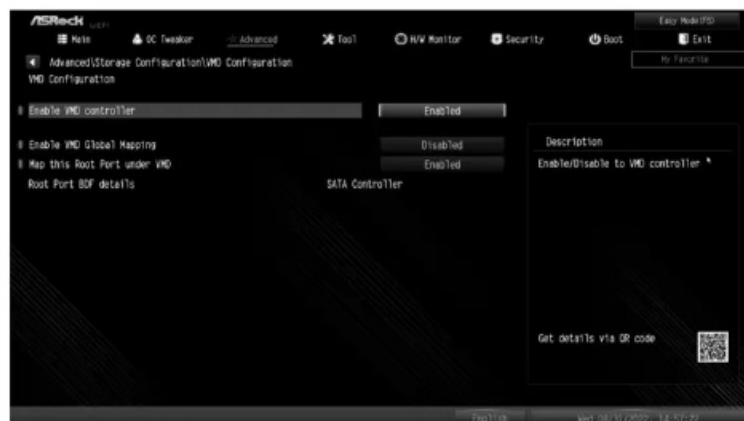 ASRock UEFI
Easy Mode(F5)
Main OC Tweaker Advanced Tool H/W Monitor Security Boot Exit
Advanced\Storage Configuration\VMD Configuration
My Favorite
VMD Configuration
Enable VMD controller Enabled
Enable VMD Global Mapping Disabled
Map this Root Port under VMD Enabled
Root Port BDF details SATA Controller
Description
Enable/Disable to VMD controller
Get details via QR code
English